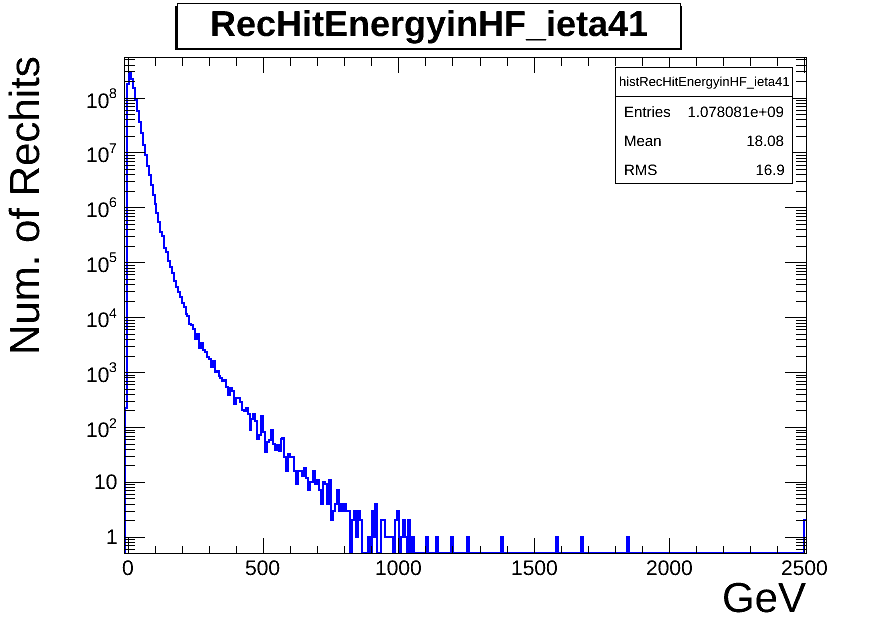 RecHitEnergyinHF_ieta41
Num. of Rechits
histRecHitEnergyinHF_ieta41
Entries 1.078081e+09
Mean 18.08
RMS 16.9
10^8
10^7
10^6
10^5
10^4
10^3
10^2
10
1
0 500 1000 1500 2000 2500
GeV